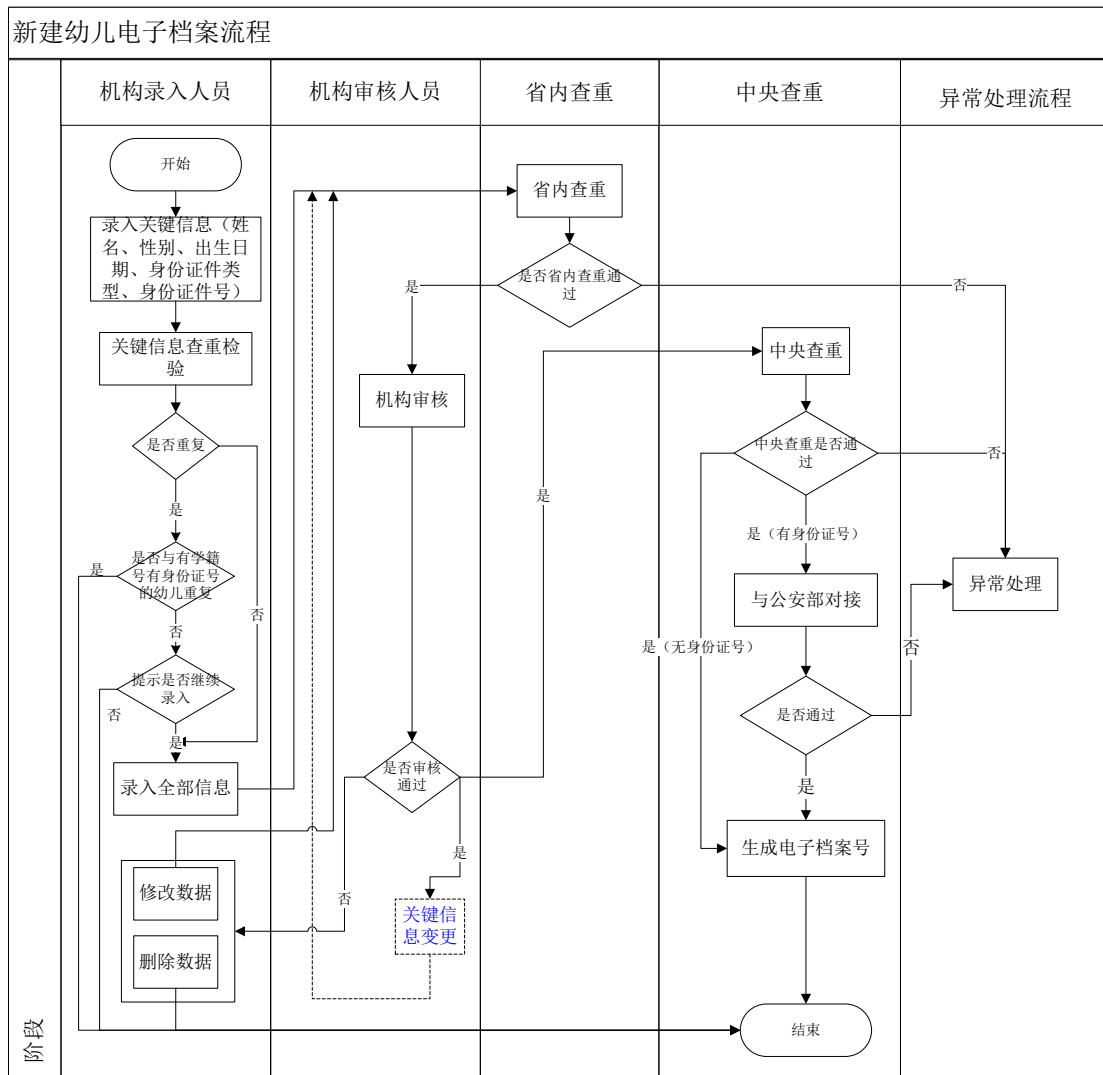 新建幼儿电子档案流程
机构录入人员
机构审核人员
省内查重
中央查重
异常处理流程
阶段
开始
录入关键信息（姓
名、性别、出生日
期、身份证件类
型、身份证件号）
关键信息查重检
验
是否重复
是
否
是否与有学籍
号有身份证号
的幼儿重复
是
否
提示是否继续
录入
否
是
录入全部信息
修改数据
删除数据
省内查重
是否省内查重通
过
是
否
机构审核
是否审核
通过
是
是
否
关键信
息变更
中央查重
中央查重是否通
过
否
是（有身份证号）
是（无身份证号）
与公安部对接
是否通过
否
是
生成电子档案号
异常处理
结束